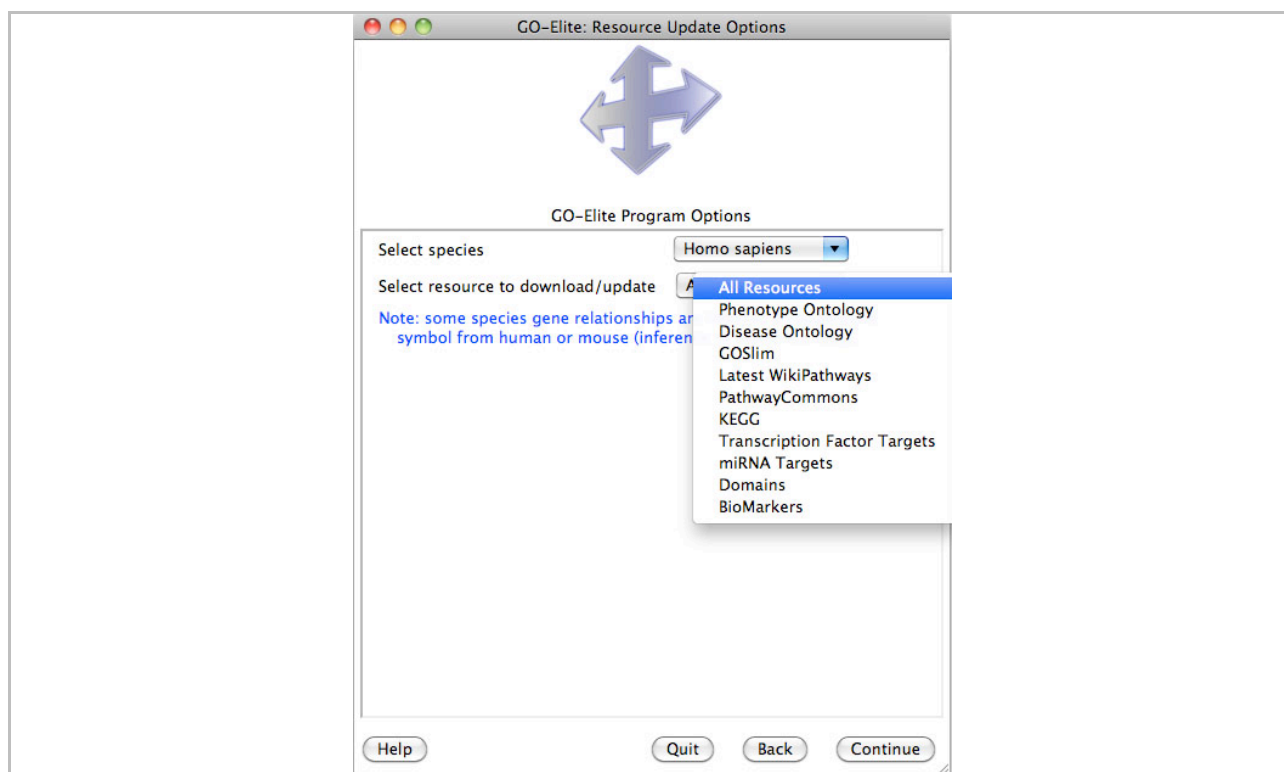 GO-Elite: Resource Update Options
GO-Elite Program Options
Select species
Homo sapiens
Select resource to download/update
All Resources
Phenotype Ontology
Disease Ontology
GOSlim
Latest WikiPathways
PathwayCommons
KEGG
Transcription Factor Targets
miRNA Targets
Domains
BioMarkers
Note: some species gene relationships
symbol from human or mouse
Help
Quit
Back
Continue